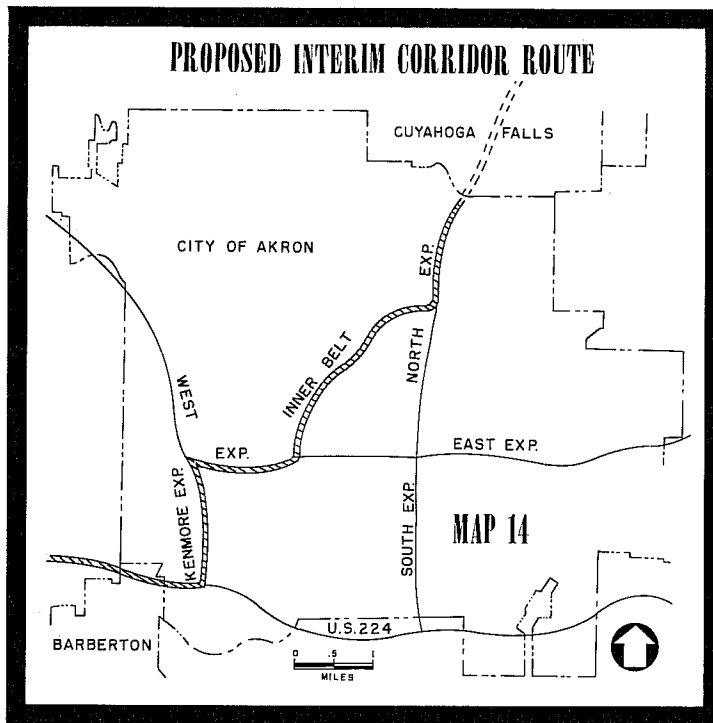 PROPOSED INTERIM CORRIDOR ROUTE
CUYAHOGA FALLS
CITY OF AKRON
EXP.
INNER BELT
NORTH
WEST
EXP.
EAST EXP.
KENMORE EXP.
SOUTH EXP.
MAP 14
U.S. 224
BARBERTON
0 .5
MILES